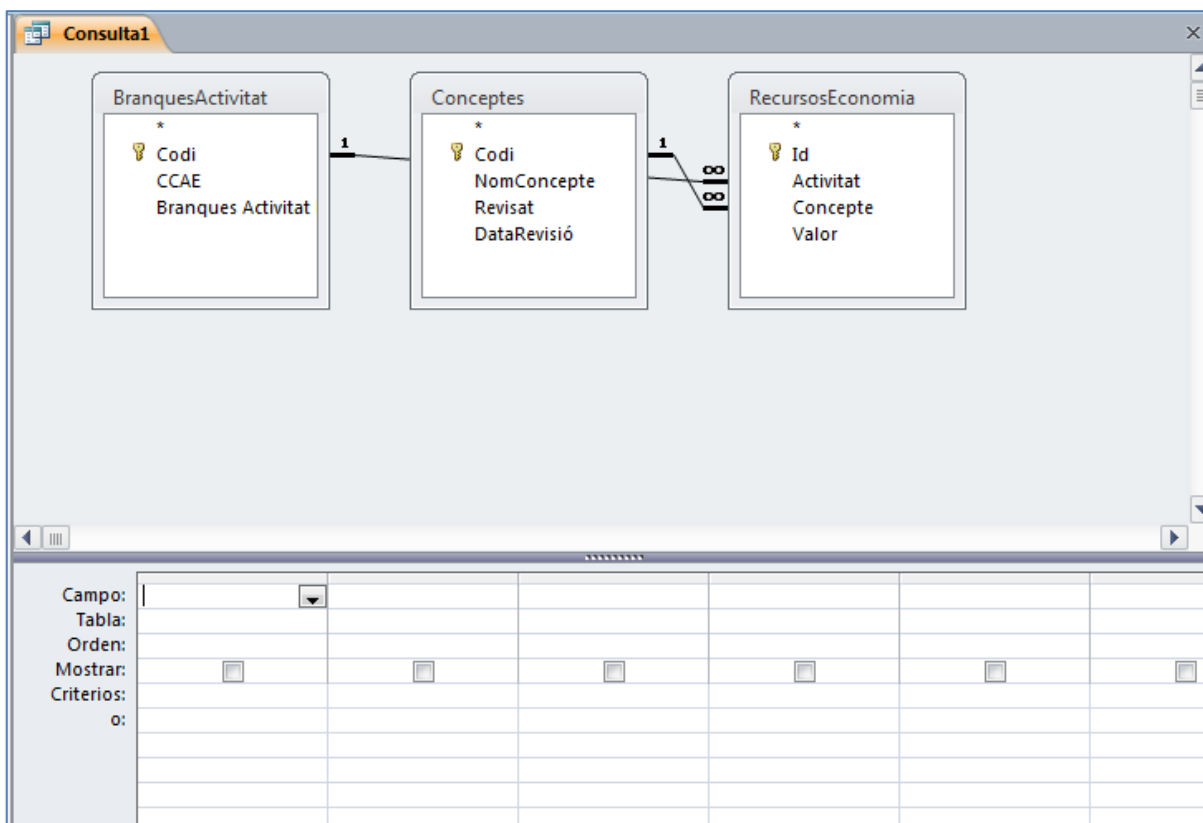 Consulta1
BranquesActivitat
*
Codi
CCAE
Branques Activitat
Conceptes
*
Codi
NomConcepte
Revisat
DataRevisió
RecursosEconomia
*
Id
Activitat
Concepte
Valor
1
1
∞
∞
Campo:
Tabla:
Orden:
Mostrar:
Criterios:
o: